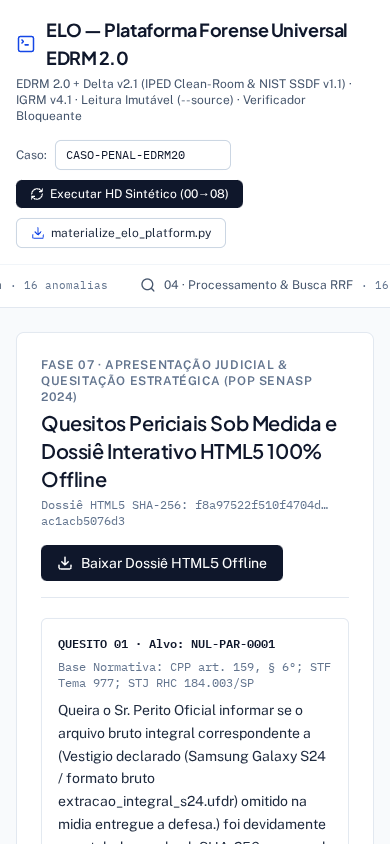 ELO — Plataforma Forense Universal
EDRM 2.0
EDRM 2.0 + Delta v2.1 (IPED Clean-Room & NIST SSDF v1.1) ·
IGRM v4.1 · Leitura Imutável (--source) · Verificador
Bloqueante
Caso: CASO-PENAL-EDRM20
Executar HD Sintético (00→08)
materialize_elo_platform.py
· 16 anomalias 04 · Processamento & Busca RRF · 16
FASE 07 · APRESENTAÇÃO JUDICIAL &
QUESITAÇÃO ESTRATÉGICA (POP SENASP
2024)
Quesitos Periciais Sob Medida e
Dossiê Interativo HTML5 100%
Offline
Dossiê HTML5 SHA-256: f8a97522f510f4704d…
ac1acb5076d3
Baixar Dossiê HTML5 Offline
QUESITO 01 · Alvo: NUL-PAR-0001
Base Normativa: CPP art. 159, § 6º; STF
Tema 977; STJ RHC 184.003/SP
Queira o Sr. Perito Oficial informar se o
arquivo bruto integral correspondente a
(Vestigio declarado (Samsung Galaxy S24
/ formato bruto
extracao_integral_s24.ufdr) omitido na
midia entregue a defesa.) foi devidamente